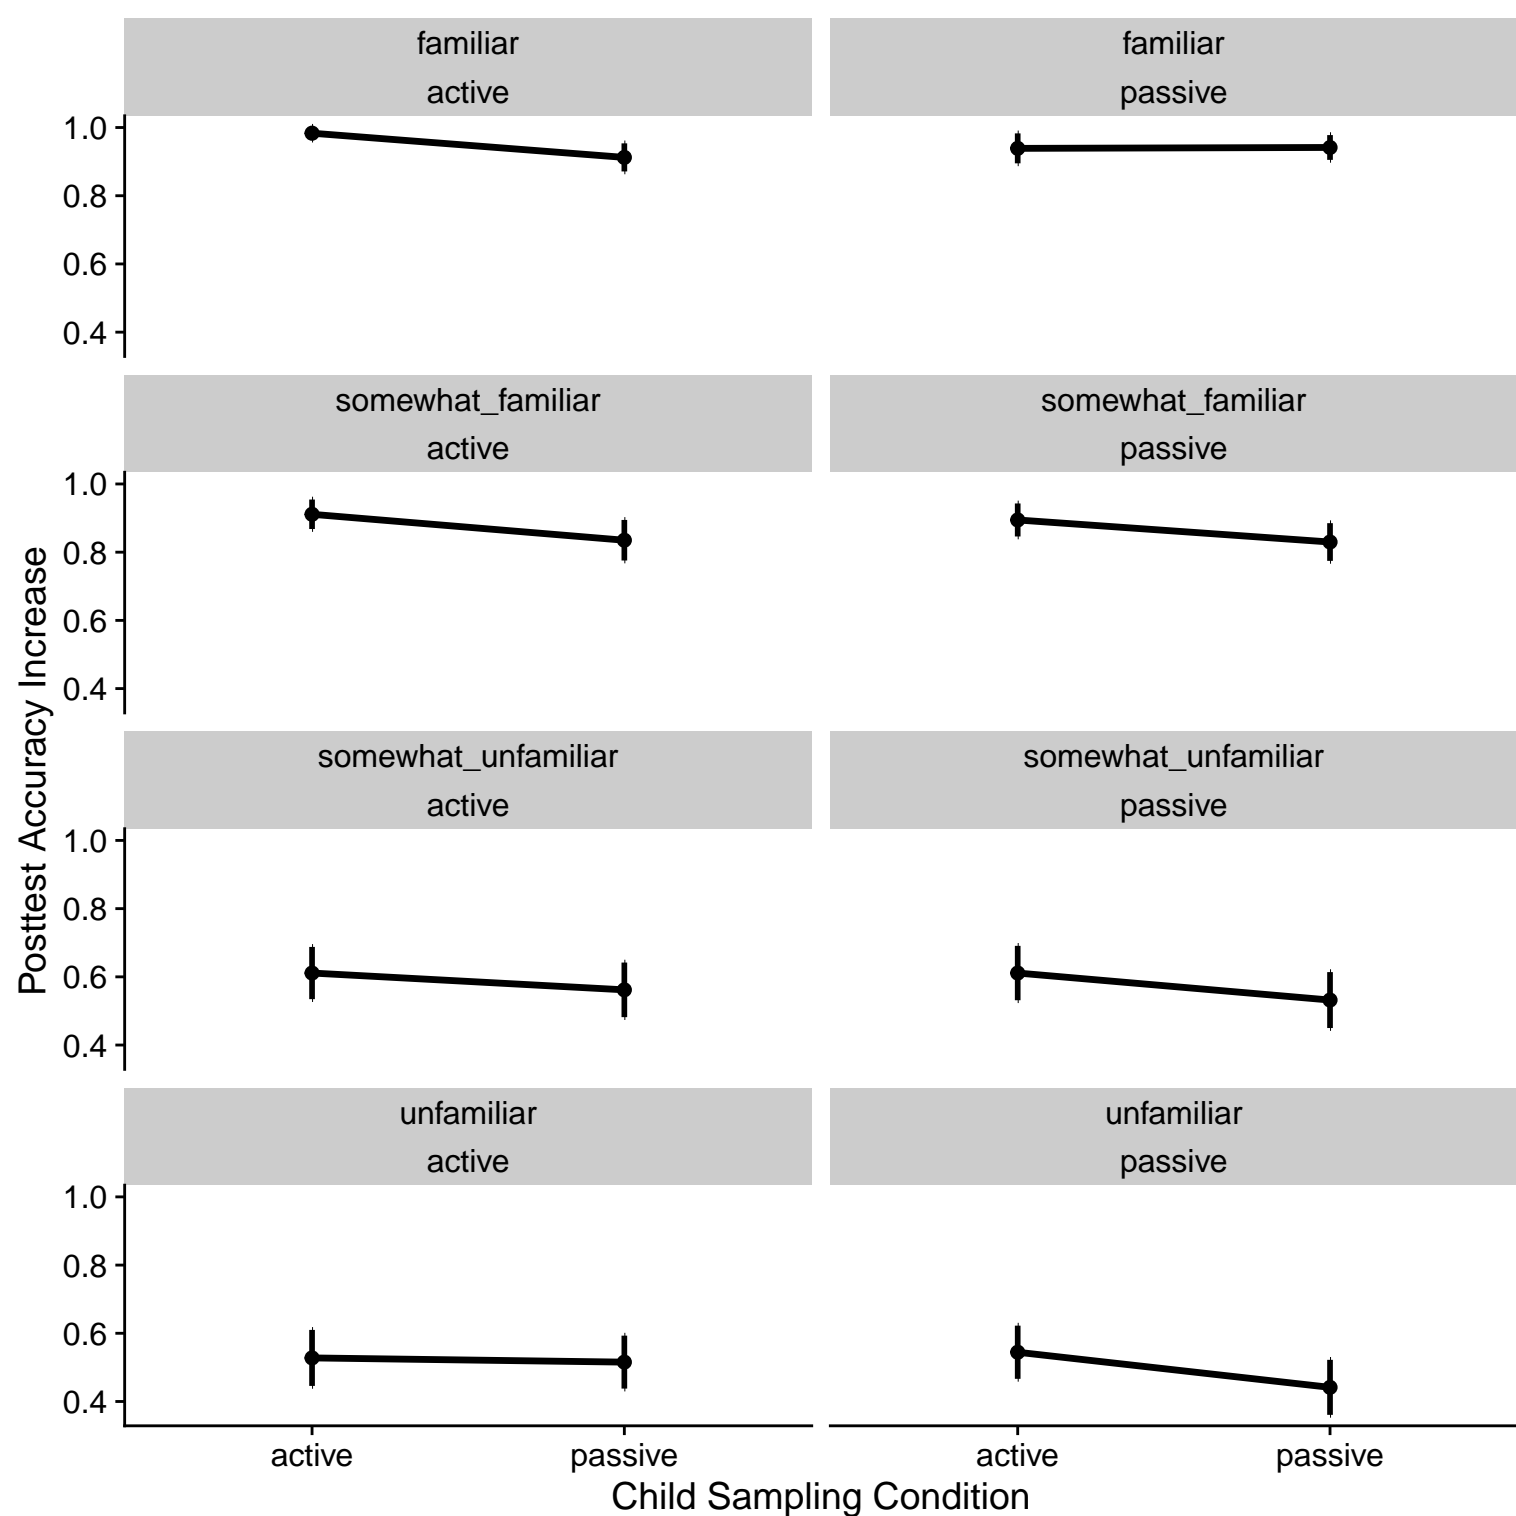 familiar
active
familiar
passive
1.0
0.8
0.6
0.4
somewhat_familiar
active
somewhat_familiar
passive
1.0
0.8
0.6
0.4
somewhat_unfamiliar
active
somewhat_unfamiliar
passive
1.0
0.8
0.6
0.4
unfamiliar
active
unfamiliar
passive
1.0
0.8
0.6
0.4
Posttest Accuracy Increase
active
passive
active
passive
Child Sampling Condition